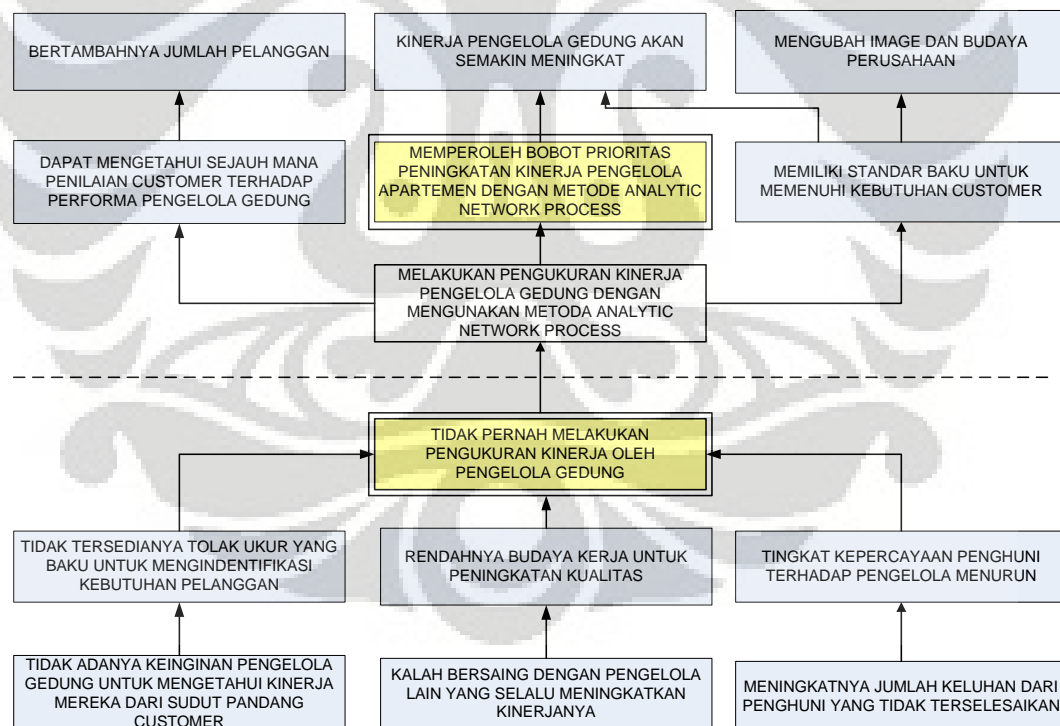 BERTAMBAHNYA JUMLAH PELANGGAN
KINERJA PENGELOLA GEDUNG AKAN
SEMAKIN MENINGKAT
MENGUBAH IMAGE DAN BUDAYA
PERUSAHAAN
DAPAT MENGETAHUI SEJAUH MANA
PENILAIAN CUSTOMER TERHADAP
PERFORMA PENGELOLA GEDUNG
MEMPEROLEH BOBOT PRIORITAS
PENINGKATAN KINERJA PENGELOLA
APARTEMEN DENGAN METODE ANALYTIC
NETWORK PROCESS
MEMILIKI STANDAR BAKU UNTUK
MEMENUHI KEBUTUHAN CUSTOMER
MELAKUKAN PENGUKURAN KINERJA
PENGELOLA GEDUNG DENGAN
MENGUNAKAN METODA ANALYTIC
NETWORK PROCESS
TIDAK PERNAH MELAKUKAN
PENGUKURAN KINERJA OLEH
PENGELOLA GEDUNG
TIDAK TERSEDIANYA TOLAK UKUR YANG
BAKU UNTUK MENGINDENTIFIKASI
KEBUTUHAN PELANGGAN
RENDAHNYA BUDAYA KERJA UNTUK
PENINGKATAN KUALITAS
TINGKAT KEPERCAYAAN PENGHUNI
TERHADAP PENGELOLA MENURUN
TIDAK ADANYA KEINGINAN PENGELOLA
GEDUNG UNTUK MENGETAHUI KINERJA
MEREKA DARI SUDUT PANDANG
CUSTOMER
KALAH BERSAING DENGAN PENGELOLA
LAIN YANG SELALU MENINGKATKAN
KINERJANYA
MENINGKATNYA JUMLAH KELUHAN DARI
PENGHUNI YANG TIDAK TERSELESAIKAN